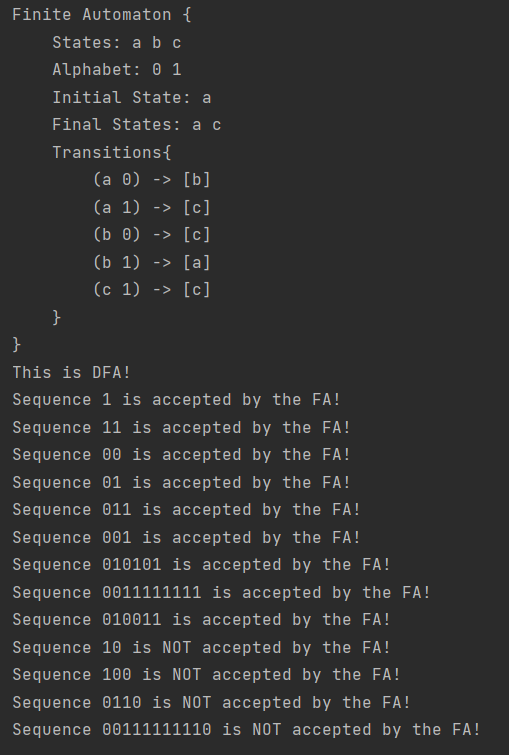 Finite Automaton {
    States: a b c
    Alphabet: 0 1
    Initial State: a
    Final States: a c
    Transitions{
        (a 0) -> [b]
        (a 1) -> [c]
        (b 0) -> [c]
        (b 1) -> [a]
        (c 1) -> [c]
    }
}
This is DFA!
Sequence 1 is accepted by the FA!
Sequence 11 is accepted by the FA!
Sequence 00 is accepted by the FA!
Sequence 01 is accepted by the FA!
Sequence 011 is accepted by the FA!
Sequence 001 is accepted by the FA!
Sequence 010101 is accepted by the FA!
Sequence 0011111111 is accepted by the FA!
Sequence 010011 is accepted by the FA!
Sequence 10 is NOT accepted by the FA!
Sequence 100 is NOT accepted by the FA!
Sequence 0110 is NOT accepted by the FA!
Sequence 00111111110 is NOT accepted by the FA!